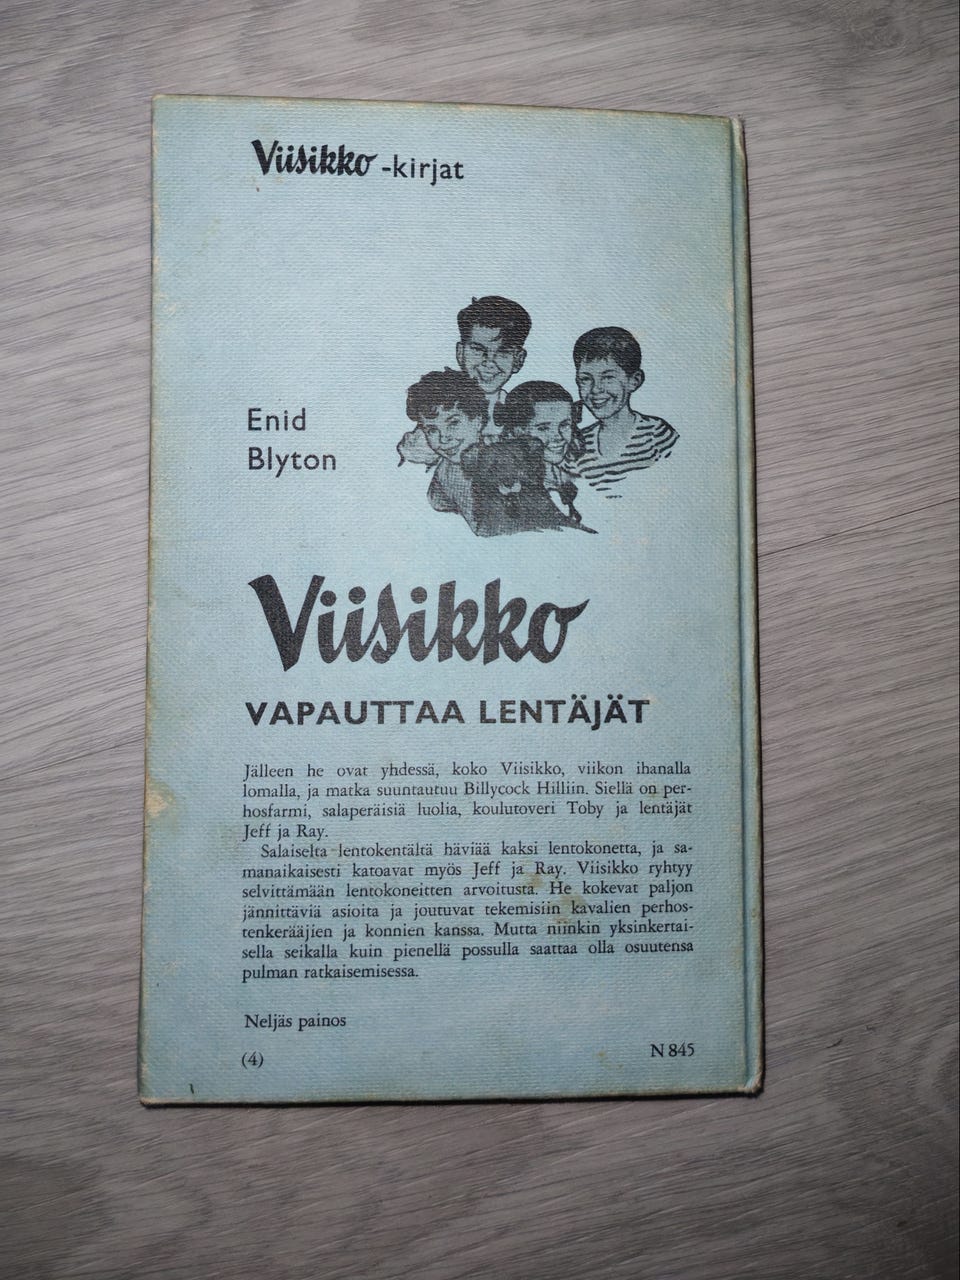 Viisikko -kirjat
Enid
Blyton
Viisikko
VAPAUTTAA LENTÄJÄT
Jälleen he ovat yhdessä, koko Viisikko, viikon ihanalla
lomalla, ja matka suuntautuu Billycock Hilliin. Siellä on per-
hosfarmi, salaperäisiä luolia, koulutoveri Toby ja lentäjät
Jeff ja Ray.
Salaiselta lentokentältä häviää kaksi lentokonetta, ja sa-
manaikaisesti katoavat myös Jeff ja Ray. Viisikko ryhtyy
selvittämään lentokoneitten arvoitusta. He kokevat paljon
jännittäviä asioita ja joutuvat tekemisiin kavalien perhos-
tenkerääjien ja konnien kanssa. Mutta niinkin yksinkertai-
sella seikalla kuin pienellä possulla saattaa olla osuutensa
pulman ratkaisemisessa.
Neljäs painos
(4)
N 845